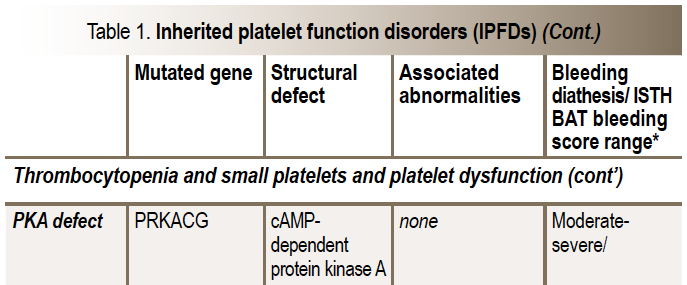 Table 1. Inherited platelet function disorders (IPFDs) (Cont.)
Mutated gene
Structural
defect
Associated
abnormalities
Bleeding
diathesis/ ISTH
BAT bleeding
score range*
Thrombocytopenia and small platelets and platelet dysfunction (cont')
PKA defect
PRKACG
cAMP-
dependent
protein kinase A
none
Moderate-
severe/